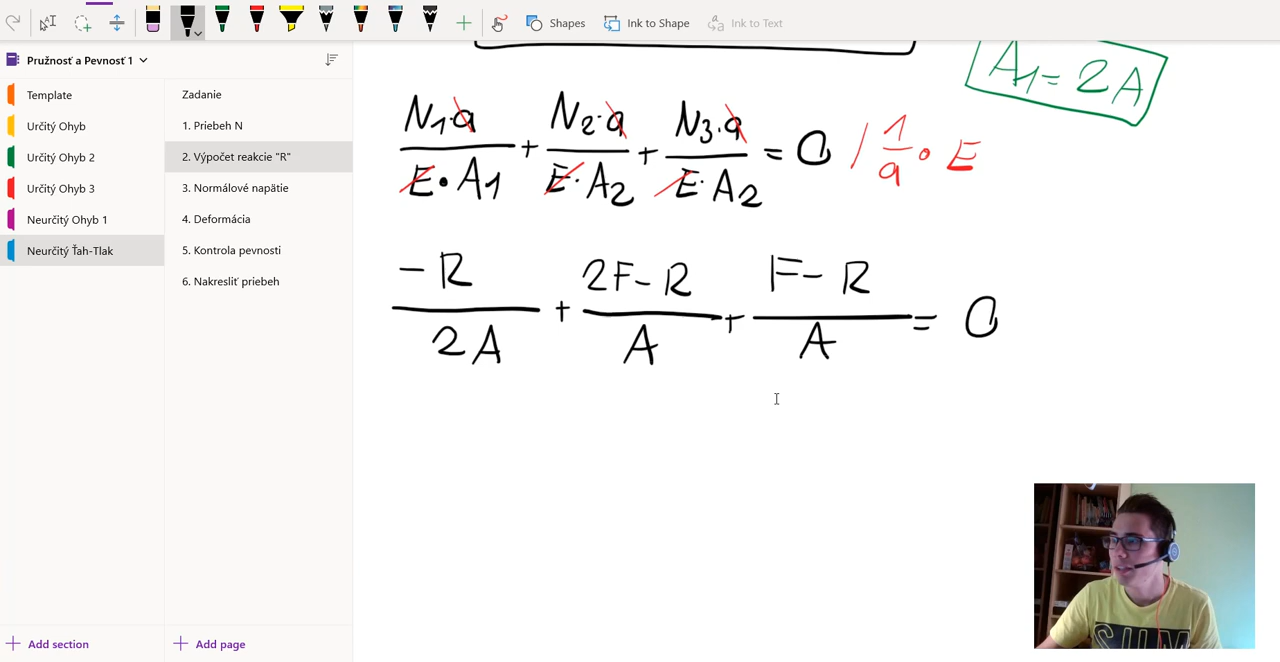 Shapes
Ink to Shape
Ink to Text
Pružnosť a Pevnosť 1
Template
Určitý Ohyb
Určitý Ohyb 2
Určitý Ohyb 3
Neurčitý Ohyb 1
Neurčitý Ťah-Tlak
Add section
Zadanie
1. Priebeh N
2. Výpočet reakcie "R"
3. Normálové napätie
4. Deformácia
5. Kontrola pevnosti
6. Nakresliť priebeh
Add page
A1 = 2A
N1·a / E·A1 + N2·a / E·A2 + N3·a / E·A2 = 0 / 1/a · E
-R / 2A + 2F-R / A + F-R / A = 0
SUM